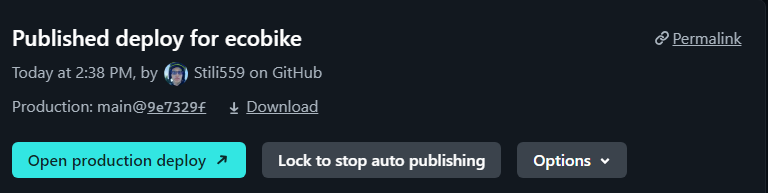 Published deploy for ecobike
Permalink
Today at 2:38 PM, by Stili559 on GitHub
Production: main@9e7329f Download
Open production deploy Lock to stop auto publishing Options